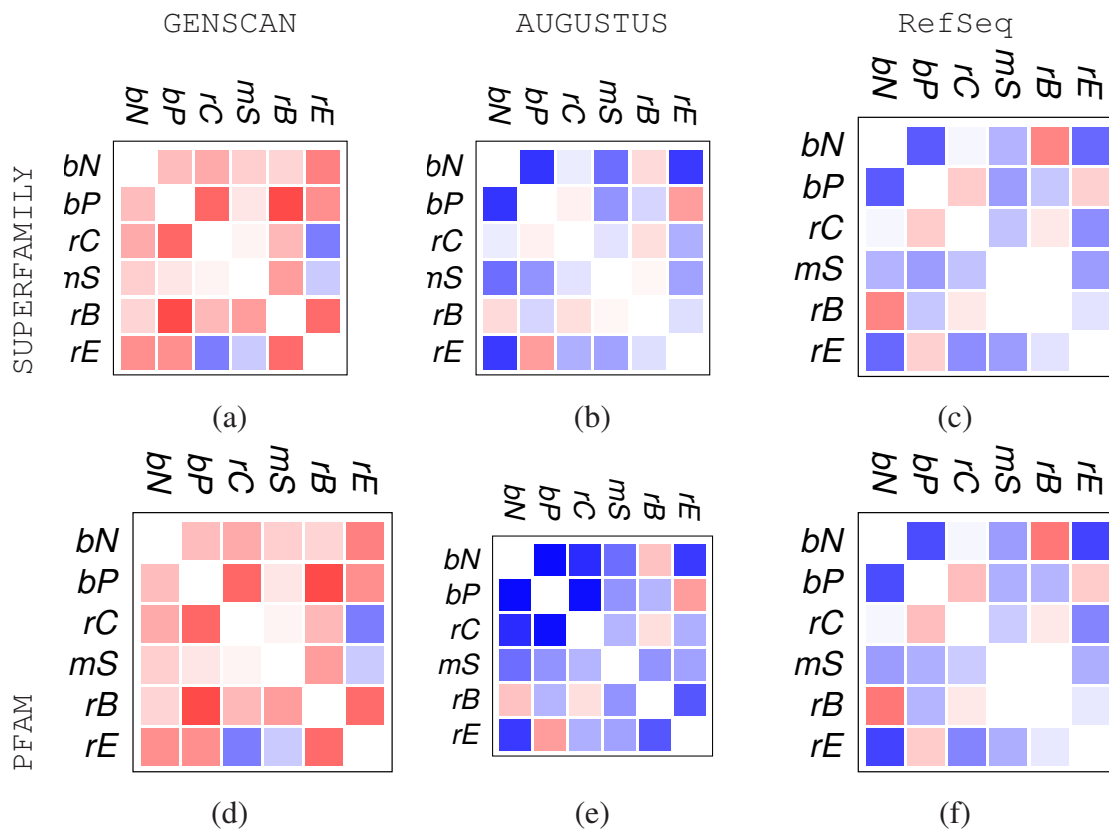 GENSCAN AUGUSTUS RefSeq
SUPERFAMILY
bN bP rC mS rB rE
bN
bP
rC
mS
rB
rE
(a)
bN bP rC mS rB rE
bN
bP
rC
mS
rB
rE
(b)
bN bP rC mS rB rE
bN
bP
rC
mS
rB
rE
(c)
PFAM
bN bP rC mS rB rE
bN
bP
rC
mS
rB
rE
(d)
bN bP rC mS rB rE
bN
bP
rC
mS
rB
rE
(e)
bN bP rC mS rB rE
bN
bP
rC
mS
rB
rE
(f)